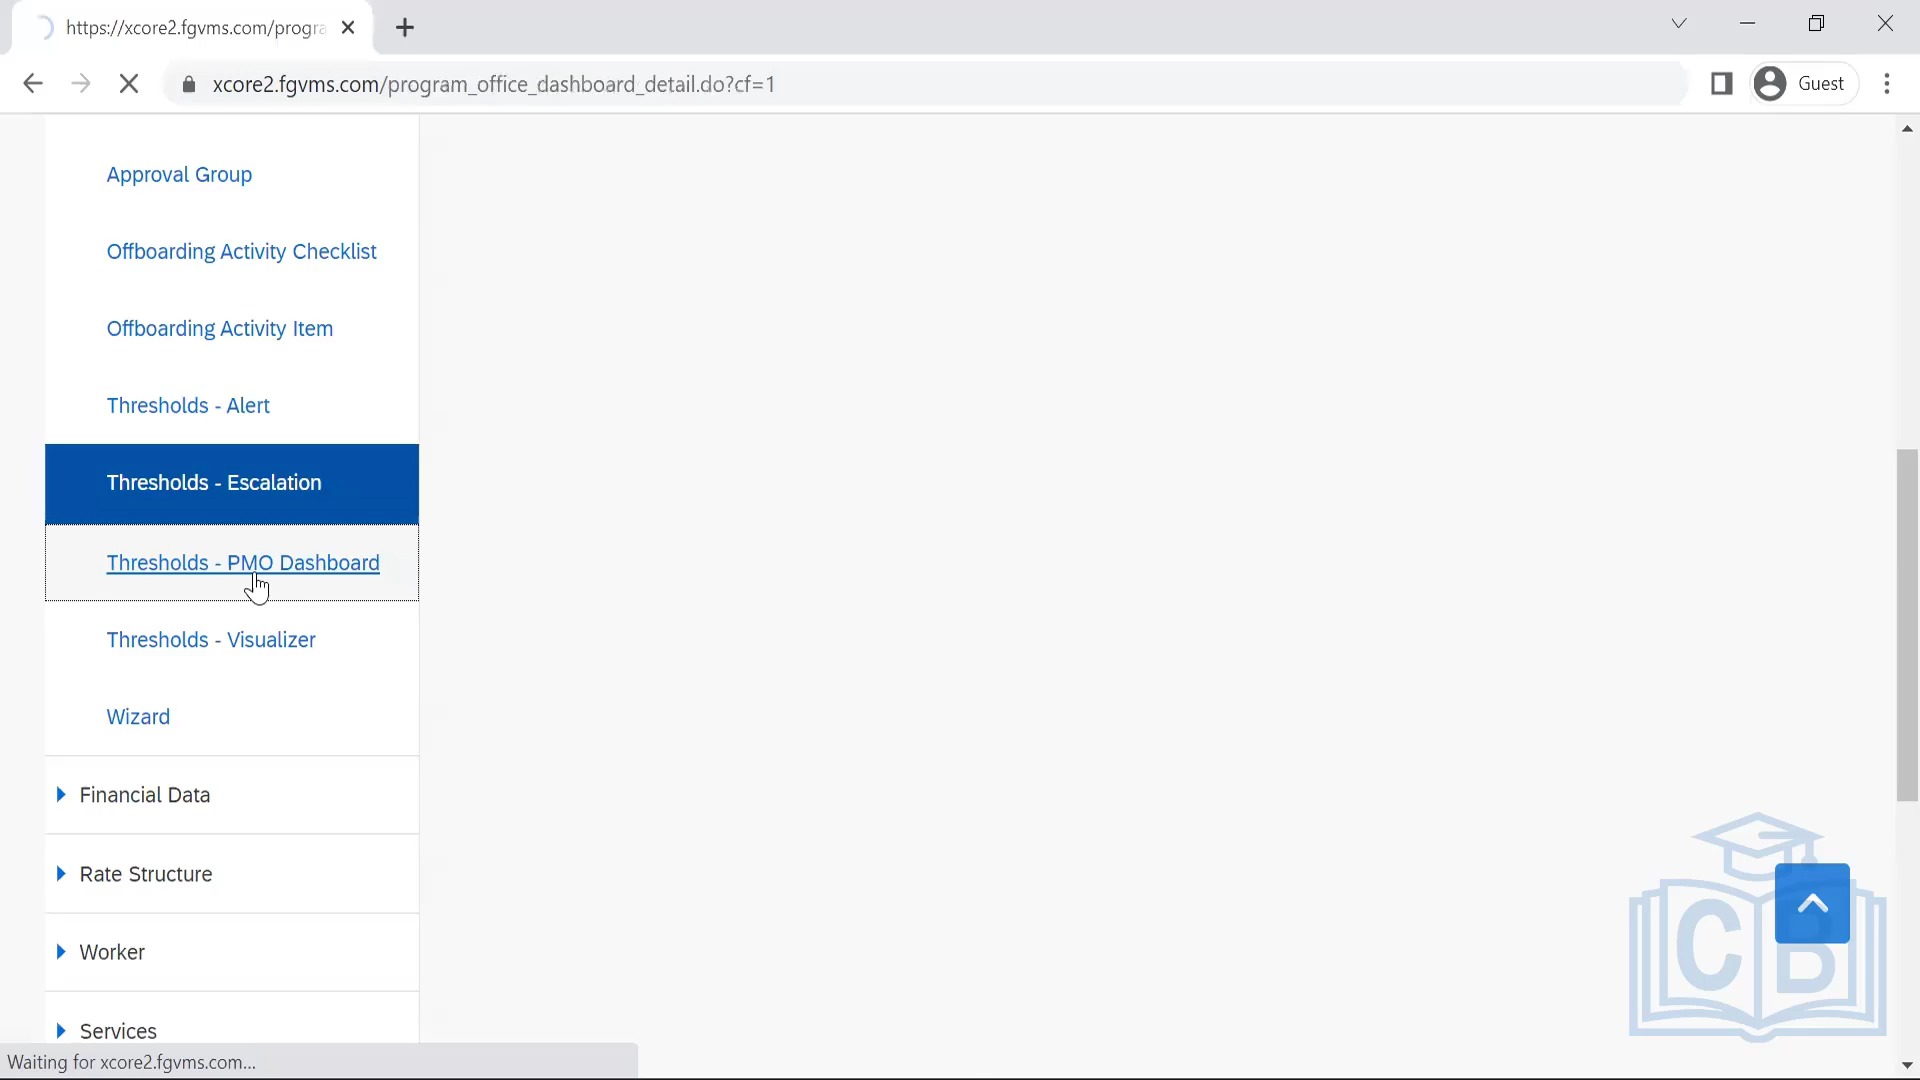 https://xcore2.fgvms.com/progra
xcore2.fgvms.com/program_office_dashboard_detail.do?cf=1
Guest
Approval Group
Offboarding Activity Checklist
Offboarding Activity Item
Thresholds - Alert
Thresholds - Escalation
Thresholds - PMO Dashboard
Thresholds - Visualizer
Wizard
Financial Data
Rate Structure
Worker
Services
CB
Waiting for xcore2.fgvms.com...